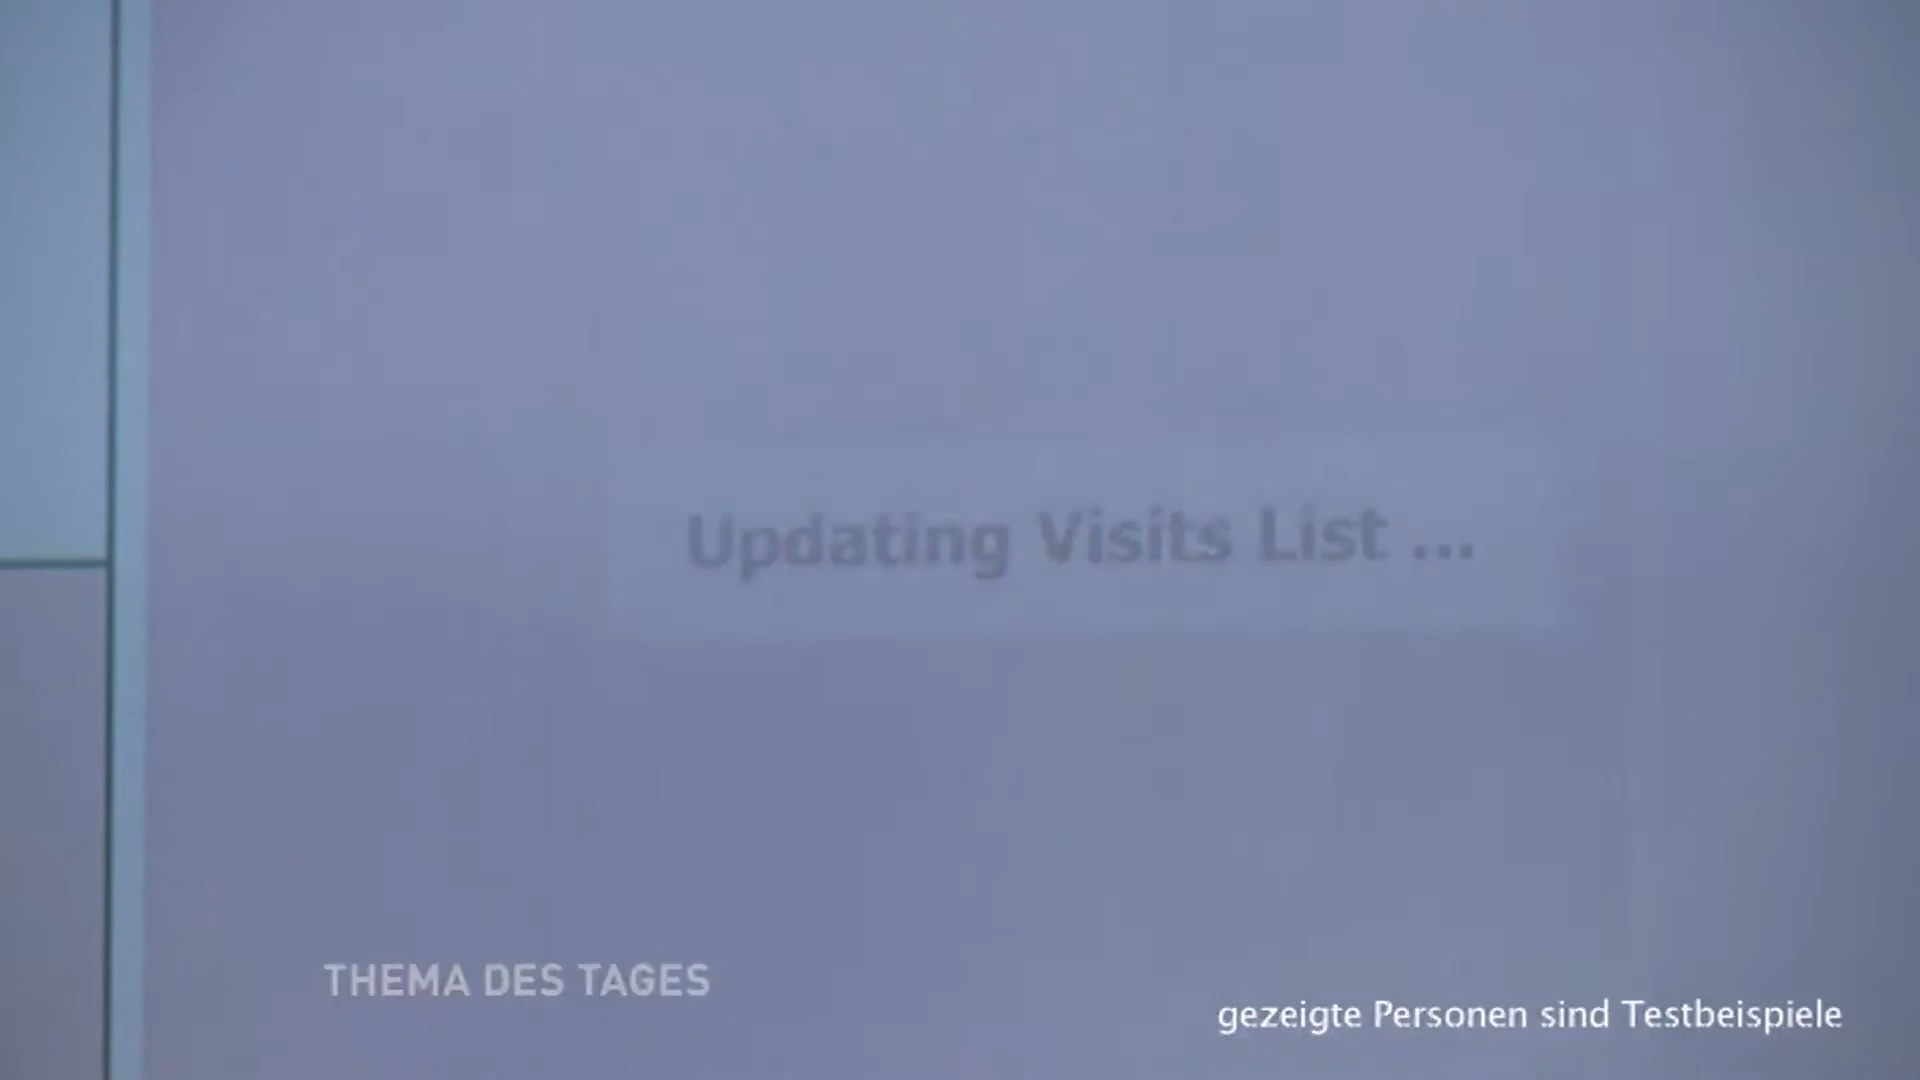 Updating Visits List ...
THEMA DES TAGES
gezeigte Personen sind Testbeispiele